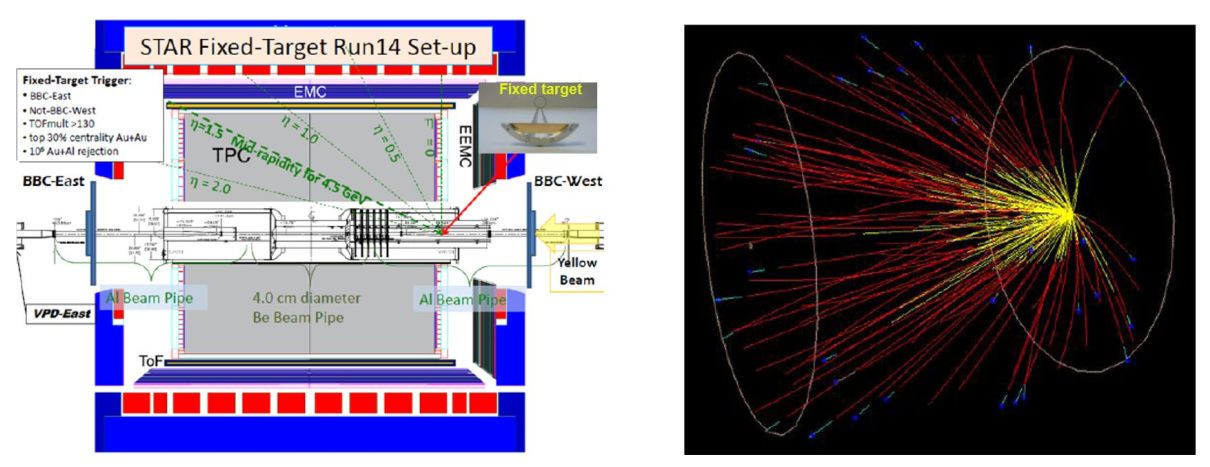 STAR Fixed-Target Run14 Set-up
Fixed-Target Trigger:
• BBC-East
• Not-BBC-West
• TOFmult >130
• top 30% centrality Au+Au
• 10⁶ Au+Al rejection
Fixed target
EMC
η=1.5
η=1.0
η=0.5
η=0
EEMC
TPC
Mid-rapidity for 4.5 GeV
η = 2.0
BBC-East
BBC-West
Yellow
Beam
Al Beam Pipe
4.0 cm diameter
Be Beam Pipe
Al Beam Pipe
VPD-East
ToF